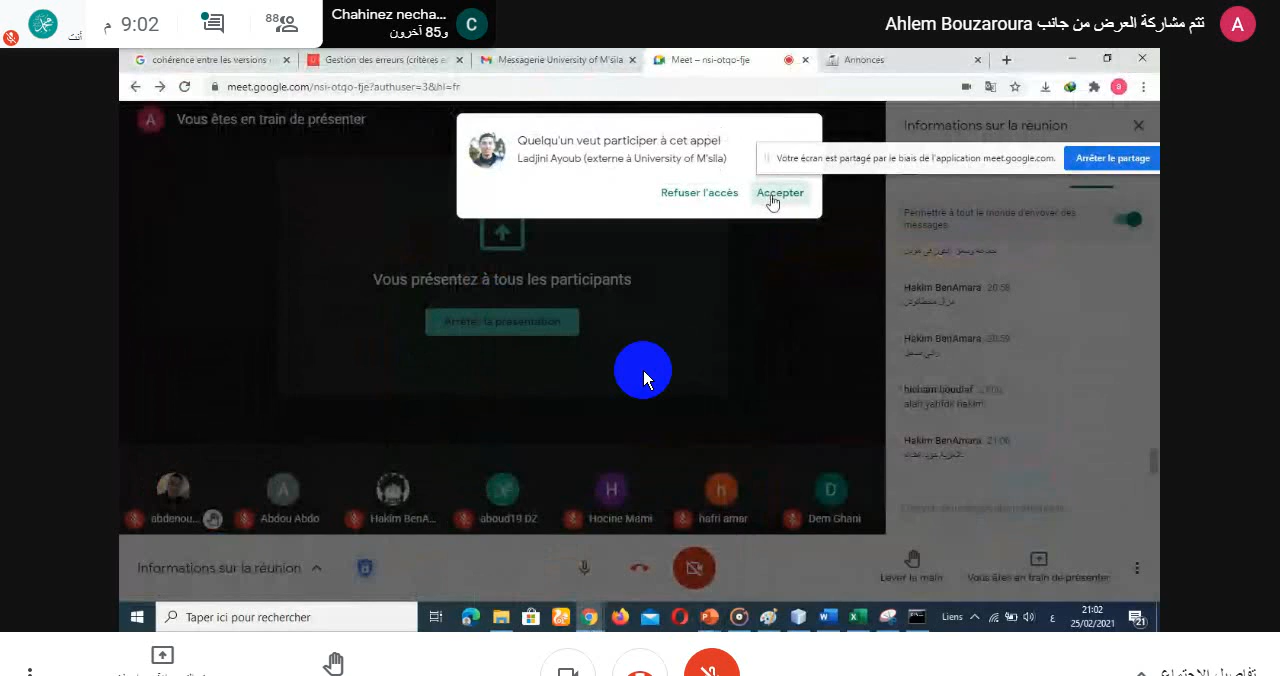 أنت
9:02 م
88
Chahinez necha...
و85 آخرون
C
تتم مشاركة العرض من جانب Ahlem Bouzaroura
A
cohérence entre les versions
Gestion des erreurs (critères e
Messagerie University of M'sila
Meet – nsi-otqo-fje
Annonces
meet.google.com/nsi-otqo-fje?authuser=3&hl=fr
A
Vous êtes en train de présenter
Quelqu'un veut participer à cet appel
Ladjini Ayoub (externe à University of M'sila)
Refuser l'accès
Accepter
Informations sur la réunion
Votre écran est partagé par le biais de l'application meet.google.com.
Arrêter le partage
Permettre à tout le monde d'envoyer des
messages
Hakim BenAmara 20:58
Hakim BenAmara 20:59
hicham boudiaf
Hakim BenAmara 21:00
Vous présentez à tous les participants
Arrêter la présentation
A
H
h
D
abdenou...
Abdou Abdo
Hakim BenA...
aboud19 DZ
Hocine Mami
hafri amar
Dem Ghani
Informations sur la réunion
Lever la main
Vous êtes en train de présenter
Taper ici pour rechercher
Liens
ع
21:02
25/02/2021
21
تفاصيل الاجتماع